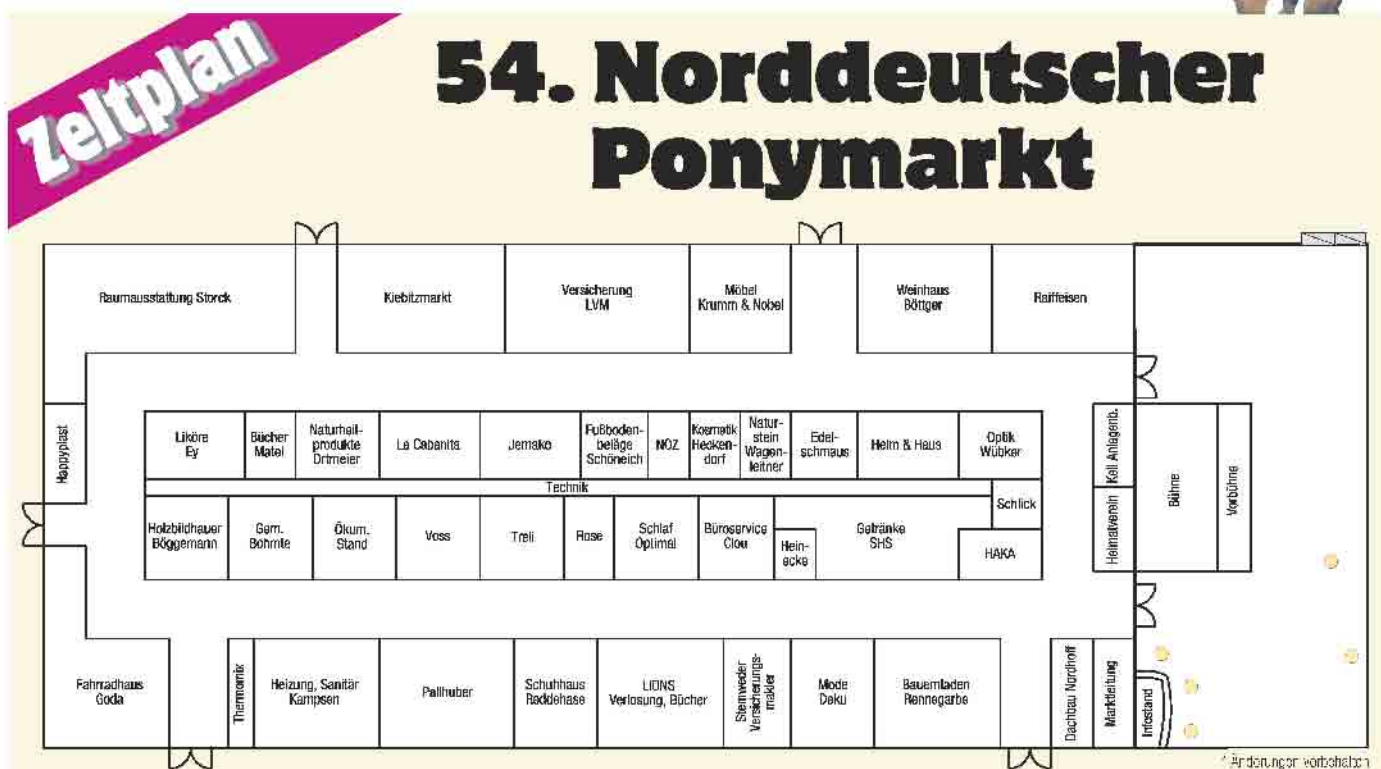 Zeltplan
54. Norddeutscher
Ponymarkt
Raumausstattung Storck
Kiebitzmarkt
Versicherung
LVM
Möbel
Krumm & Nobel
Weinhaus
Böttger
Raiffeisen
Happyplast
Liköre
Ey
Bücher
Matel
Naturheil-
produkte
Ortmeier
La Cabanita
Jemako
Fußboden-
beläge
Schöneich
NOZ
Kosmetik
Heckendorf
Natur-
stein
Wagen-
leitner
Edel-
schmaus
Heim & Haus
Optik
Wübker
Technik
Schlick
Holzbildhauer
Böggemann
Gem.
Bohmte
Ökum.
Stand
Voss
Treli
Rose
Schlaf
Optimal
Büroservice
Clou
Hein-
ecke
Getränke
SHS
HAKA
Kell Anlagenb.
Heimatverein
Bühne
Vorbühne
Fahrradhaus
Goda
Thermomix
Heizung, Sanitär
Kampsen
Pallhuber
Schuhhaus
Raddehase
LIONS
Verlosung, Bücher
Stemweder
Versicherungs-
makler
Mode
Deku
Bauernladen
Rennegarbe
Dachbau Nordhoff
Marktleitung
Infostand
* Änderungen vorbehalten